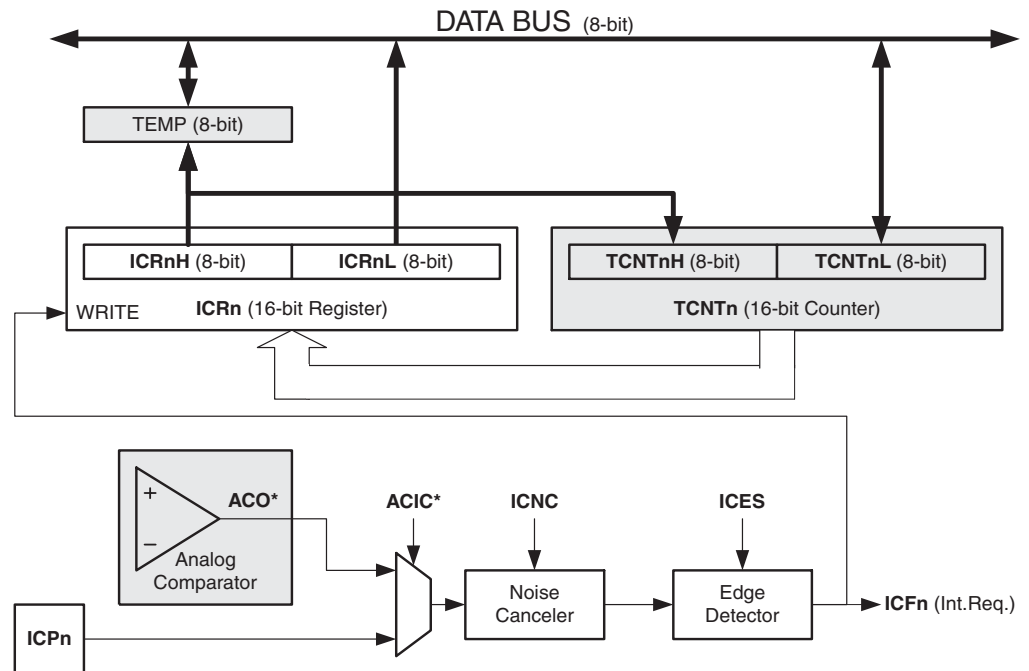 DATA BUS (8-bit)
TEMP (8-bit)
ICRnH (8-bit)
ICRnL (8-bit)
TCNTnH (8-bit)
TCNTnL (8-bit)
WRITE
ICRn (16-bit Register)
TCNTn (16-bit Counter)
+
−
ACO*
Analog
Comparator
ACIC*
ICNC
ICES
Noise
Canceler
Edge
Detector
ICFn (Int.Req.)
ICPn